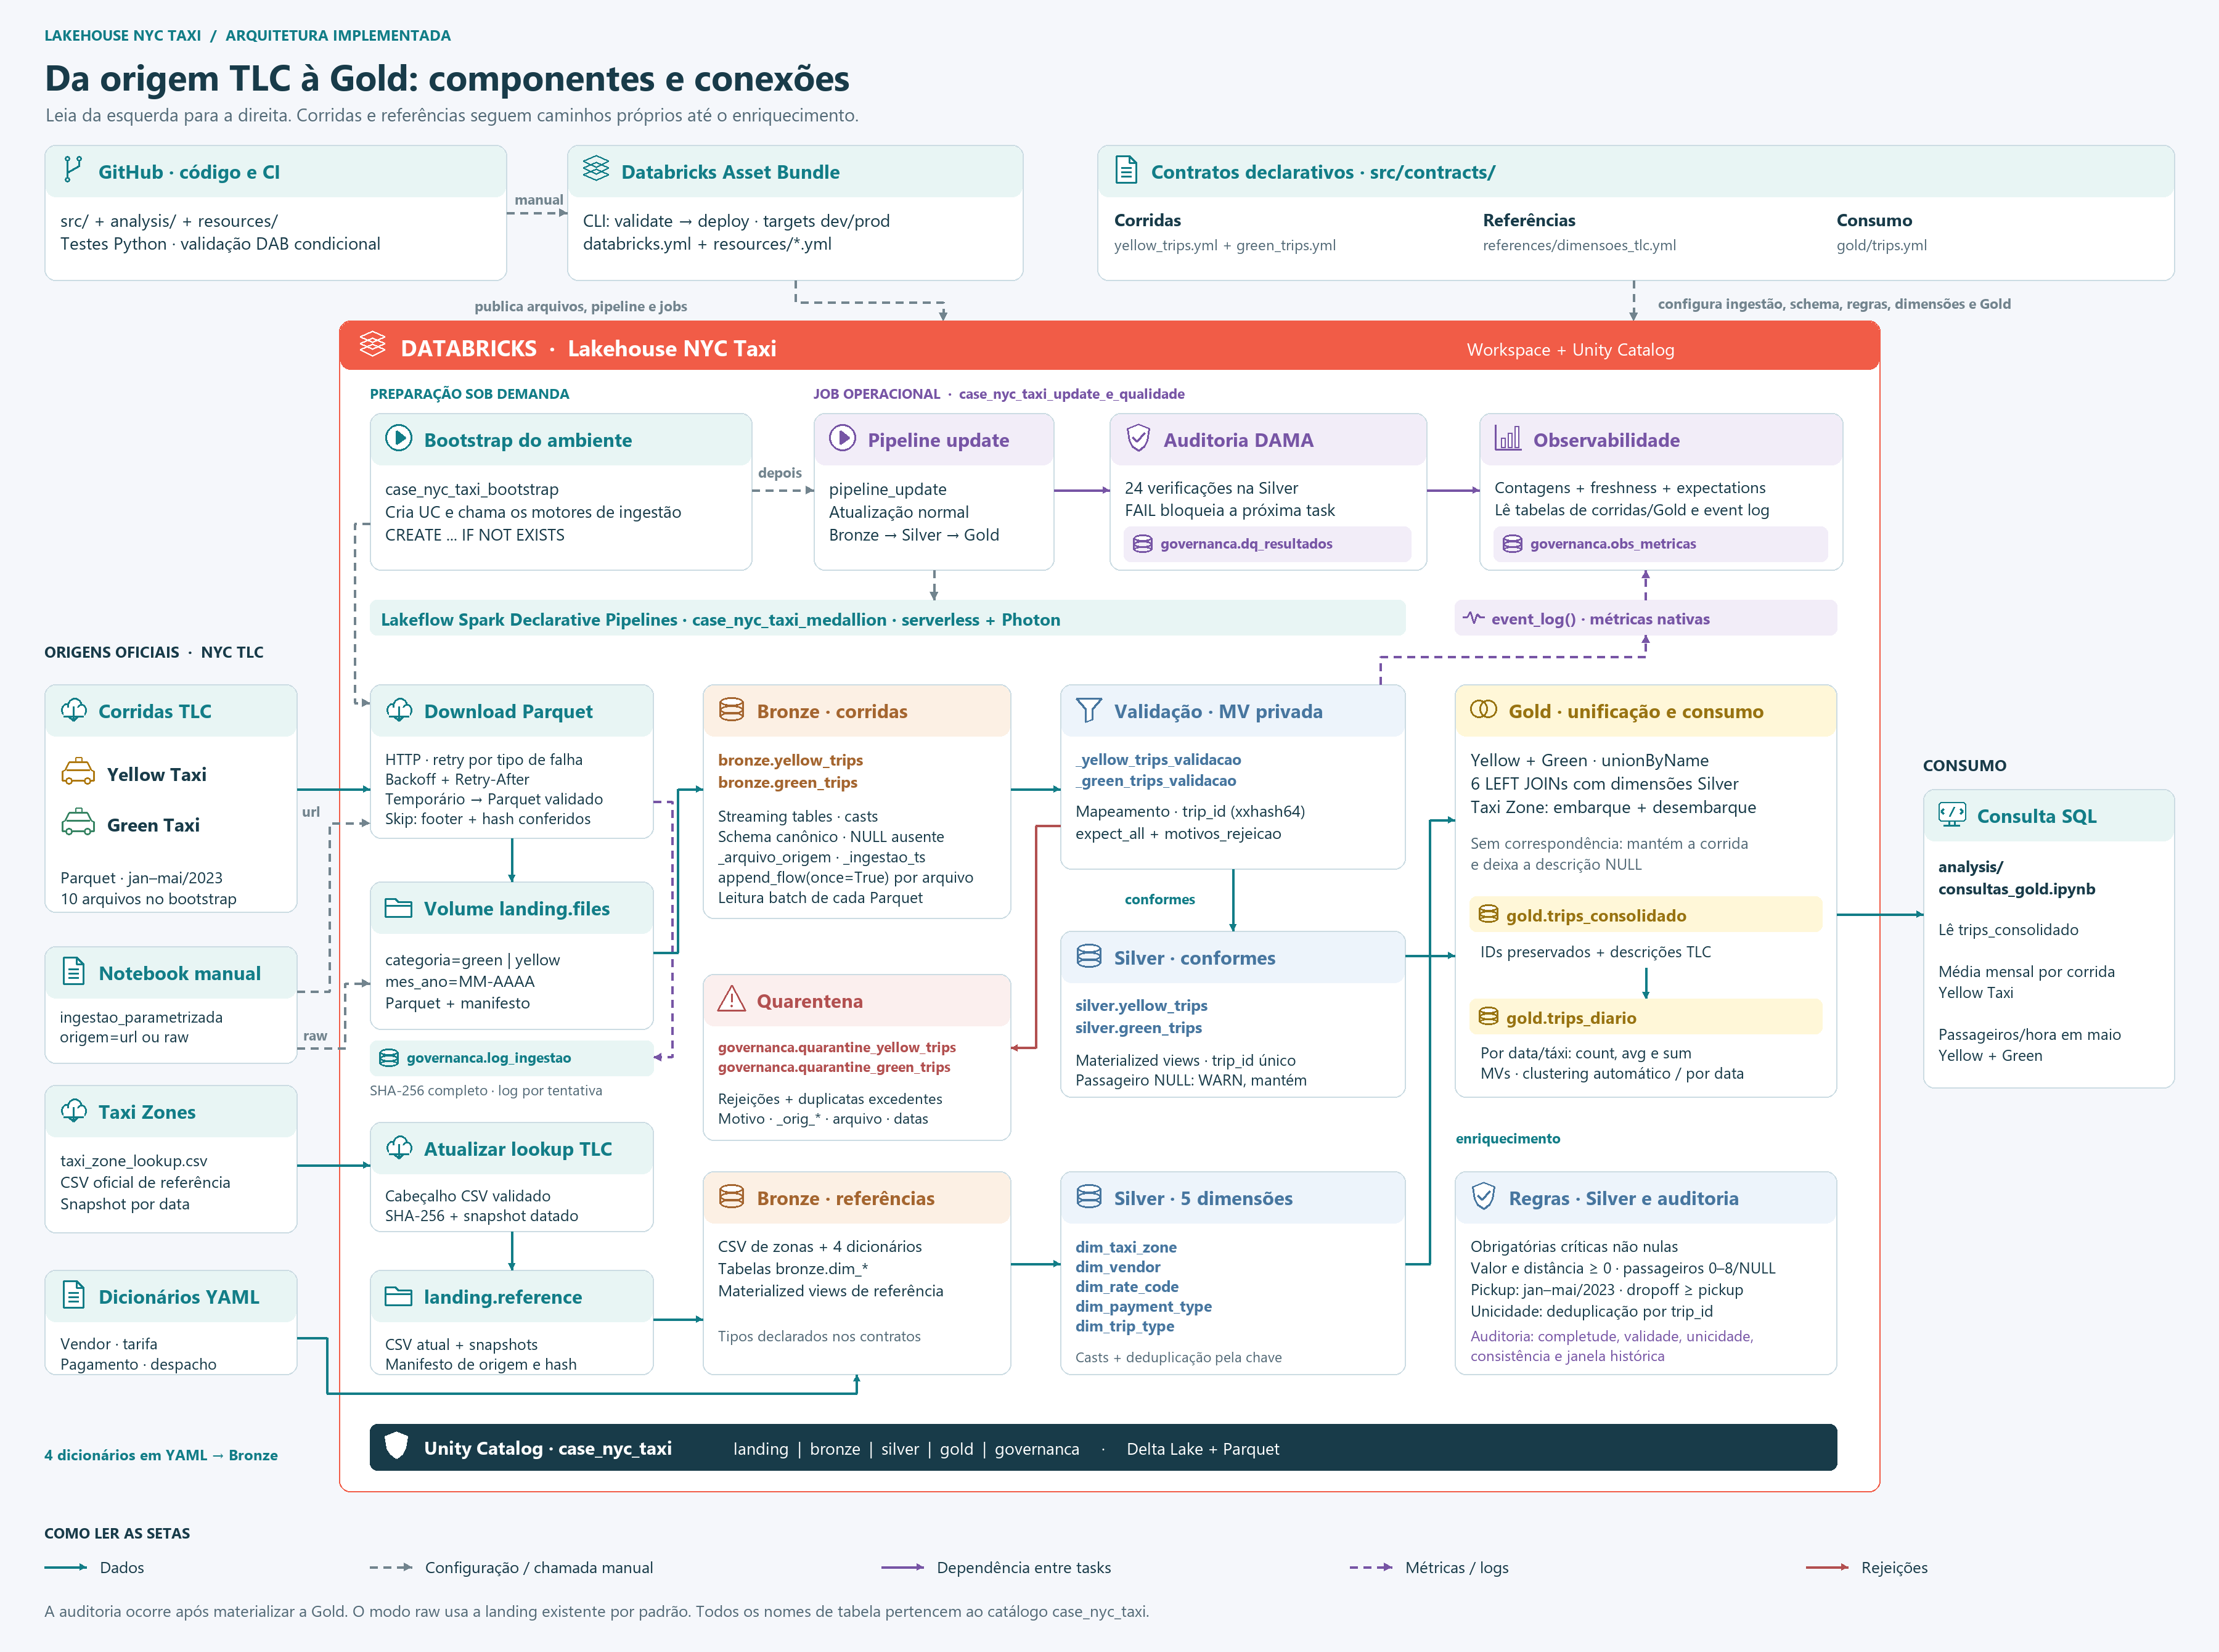 LAKEHOUSE NYC TAXI / ARQUITETURA IMPLEMENTADA
Da origem TLC à Gold: componentes e conexões
Leia da esquerda para a direita. Corridas e referências seguem caminhos próprios até o enriquecimento.
GitHub · código e CI
src/ + analysis/ + resources/
Testes Python · validação DAB condicional
manual
Databricks Asset Bundle
CLI: validate → deploy · targets dev/prod
databricks.yml + resources/*.yml
Contratos declarativos · src/contracts/
Corridas
yellow_trips.yml + green_trips.yml
Referências
references/dimensoes_tlc.yml
Consumo
gold/trips.yml
publica arquivos, pipeline e jobs
configura ingestão, schema, regras, dimensões e Gold
DATABRICKS · Lakehouse NYC Taxi
Workspace + Unity Catalog
PREPARAÇÃO SOB DEMANDA
JOB OPERACIONAL · case_nyc_taxi_update_e_qualidade
Bootstrap do ambiente
case_nyc_taxi_bootstrap
Cria UC e chama os motores de ingestão
CREATE ... IF NOT EXISTS
depois
Pipeline update
pipeline_update
Atualização normal
Bronze → Silver → Gold
Auditoria DAMA
24 verificações na Silver
FAIL bloqueia a próxima task
governanca.dq_resultados
Observabilidade
Contagens + freshness + expectations
Lê tabelas de corridas/Gold e event log
governanca.obs_metricas
Lakeflow Spark Declarative Pipelines · case_nyc_taxi_medallion · serverless + Photon
event_log() · métricas nativas
ORIGENS OFICIAIS · NYC TLC
Corridas TLC
Yellow Taxi
Green Taxi
Parquet · jan–mai/2023
10 arquivos no bootstrap
url
Notebook manual
ingestao_parametrizada
origem=url ou raw
raw
Taxi Zones
taxi_zone_lookup.csv
CSV oficial de referência
Snapshot por data
Dicionários YAML
Vendor · tarifa
Pagamento · despacho
4 dicionários em YAML → Bronze
Download Parquet
HTTP · retry por tipo de falha
Backoff + Retry-After
Temporário → Parquet validado
Skip: footer + hash conferidos
Volume landing.files
categoria=green | yellow
mes_ano=MM-AAAA
Parquet + manifesto
governanca.log_ingestao
SHA-256 completo · log por tentativa
Atualizar lookup TLC
Cabeçalho CSV validado
SHA-256 + snapshot datado
landing.reference
CSV atual + snapshots
Manifesto de origem e hash
Bronze · corridas
bronze.yellow_trips
bronze.green_trips
Streaming tables · casts
Schema canônico · NULL ausente
_arquivo_origem · _ingestao_ts
append_flow(once=True) por arquivo
Leitura batch de cada Parquet
Quarentena
governanca.quarantine_yellow_trips
governanca.quarantine_green_trips
Rejeições + duplicatas excedentes
Motivo · _orig_* · arquivo · datas
Bronze · referências
CSV de zonas + 4 dicionários
Tabelas bronze.dim_*
Materialized views de referência
Tipos declarados nos contratos
Validação · MV privada
_yellow_trips_validacao
_green_trips_validacao
Mapeamento · trip_id (xxhash64)
expect_all + motivos_rejeicao
conformes
Silver · conformes
silver.yellow_trips
silver.green_trips
Materialized views · trip_id único
Passageiro NULL: WARN, mantém
Silver · 5 dimensões
dim_taxi_zone
dim_vendor
dim_rate_code
dim_payment_type
dim_trip_type
Casts + deduplicação pela chave
Gold · unificação e consumo
Yellow + Green · unionByName
6 LEFT JOINs com dimensões Silver
Taxi Zone: embarque + desembarque
Sem correspondência: mantém a corrida
e deixa a descrição NULL
gold.trips_consolidado
IDs preservados + descrições TLC
gold.trips_diario
Por data/táxi: count, avg e sum
MVs · clustering automático / por data
enriquecimento
Regras · Silver e auditoria
Obrigatórias críticas não nulas
Valor e distância ≥ 0 · passageiros 0–8/NULL
Pickup: jan–mai/2023 · dropoff ≥ pickup
Unicidade: deduplicação por trip_id
Auditoria: completude, validade, unicidade,
consistência e janela histórica
CONSUMO
Consulta SQL
analysis/
consultas_gold.ipynb
Lê trips_consolidado
Média mensal por corrida
Yellow Taxi
Passageiros/hora em maio
Yellow + Green
Unity Catalog · case_nyc_taxi
landing | bronze | silver | gold | governanca · Delta Lake + Parquet
COMO LER AS SETAS
Dados
Configuração / chamada manual
Dependência entre tasks
Métricas / logs
Rejeições
A auditoria ocorre após materializar a Gold. O modo raw usa a landing existente por padrão. Todos os nomes de tabela pertencem ao catálogo case_nyc_taxi.